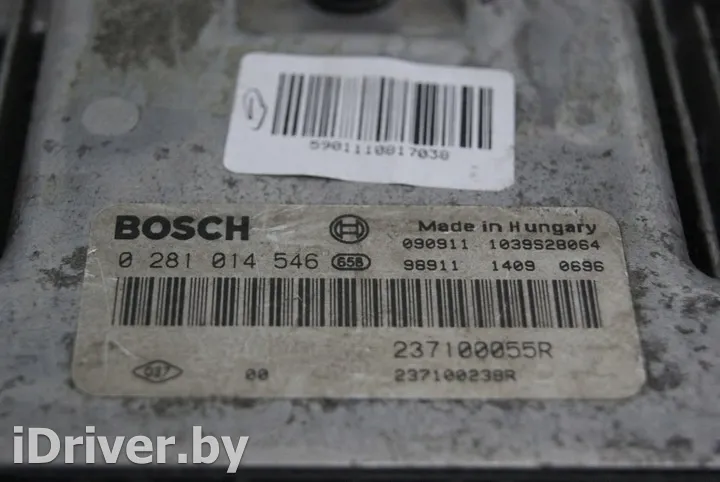 5901110817038
BOSCH
Made in Hungary
090911 1039S28064
0 281 014 546 658
98911 1409 0696
237100055R
00
237100238R
iDriver.by